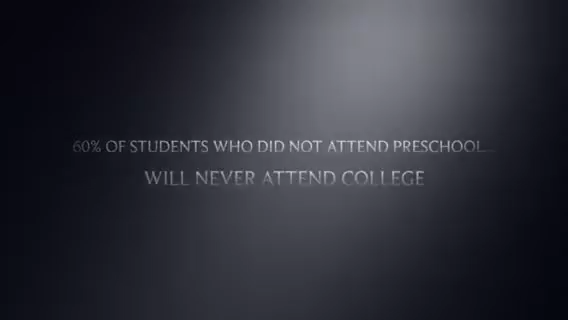 60% OF STUDENTS WHO DID NOT ATTEND PRESCHOOL...
WILL NEVER ATTEND COLLEGE